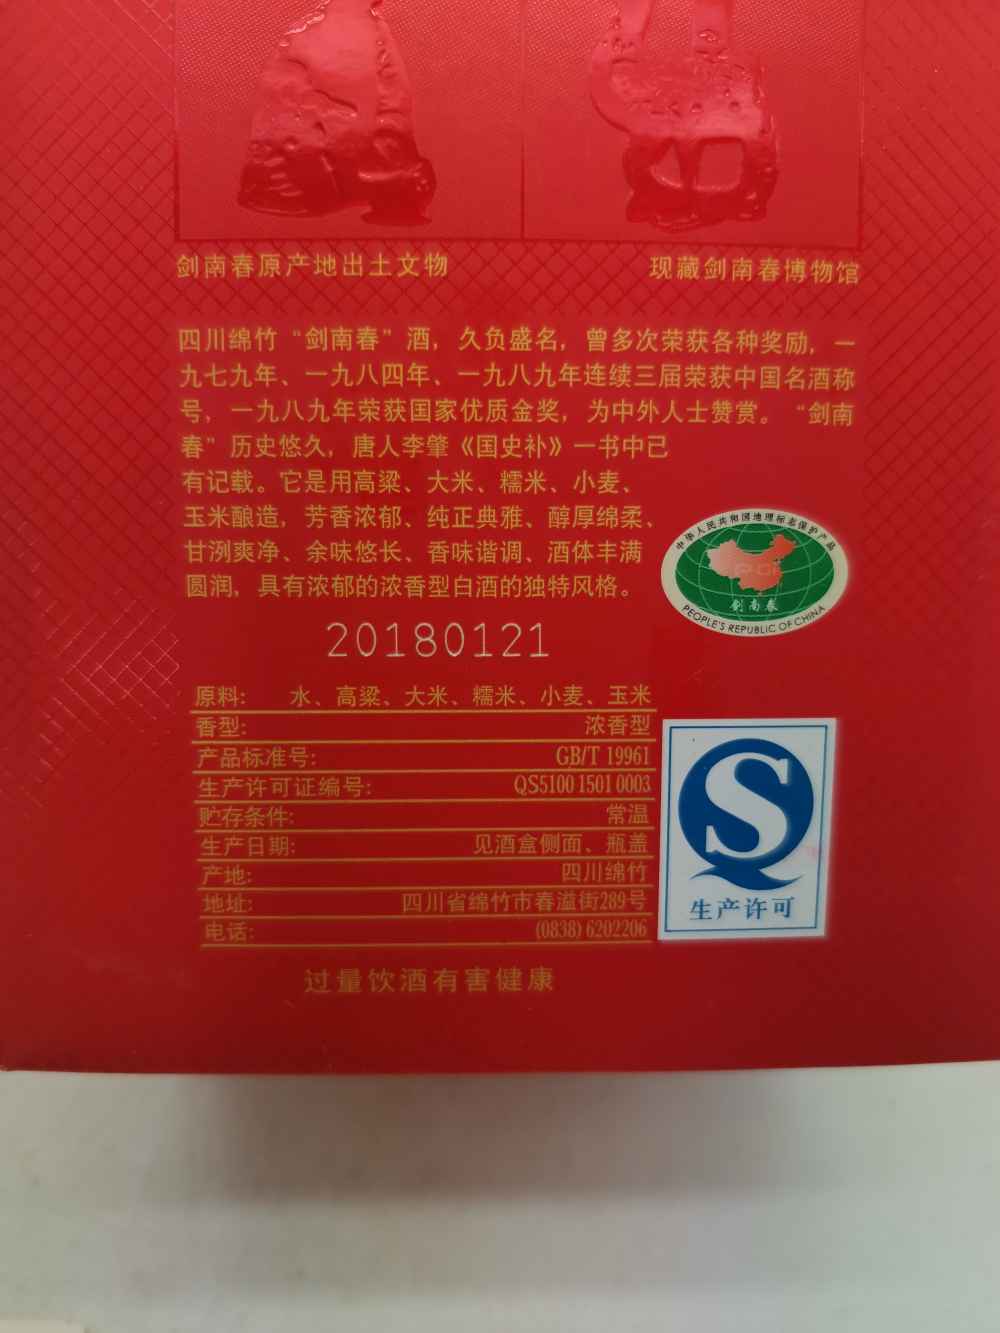 剑南春原产地出土文物
现藏剑南春博物馆
四川绵竹“剑南春”酒，久负盛名，曾多次荣获各种奖励，一
九七九年、一九八四年、一九八九年连续三届荣获中国名酒称
号，一九八九年荣获国家优质金奖，为中外人士赞赏。“剑南
春”历史悠久，唐人李肇《国史补》一书中已
有记载。它是用高粱、大米、糯米、小麦、
玉米酿造，芳香浓郁、纯正典雅、醇厚绵柔、
甘洌爽净、余味悠长、香味谐调、酒体丰满
圆润，具有浓郁的浓香型白酒的独特风格。
中华人民共和国地理标志保护产品
剑南春
PEOPLE'S REPUBLIC OF CHINA
20180121
原料: 水、高粱、大米、糯米、小麦、玉米
香型: 浓香型
产品标准号: GB/T 19961
生产许可证编号: QS5100 1501 0003
贮存条件: 常温
生产日期: 见酒盒侧面、瓶盖
产地: 四川绵竹
地址: 四川省绵竹市春溢街289号
电话: (0838) 6202206
生产许可
过量饮酒有害健康